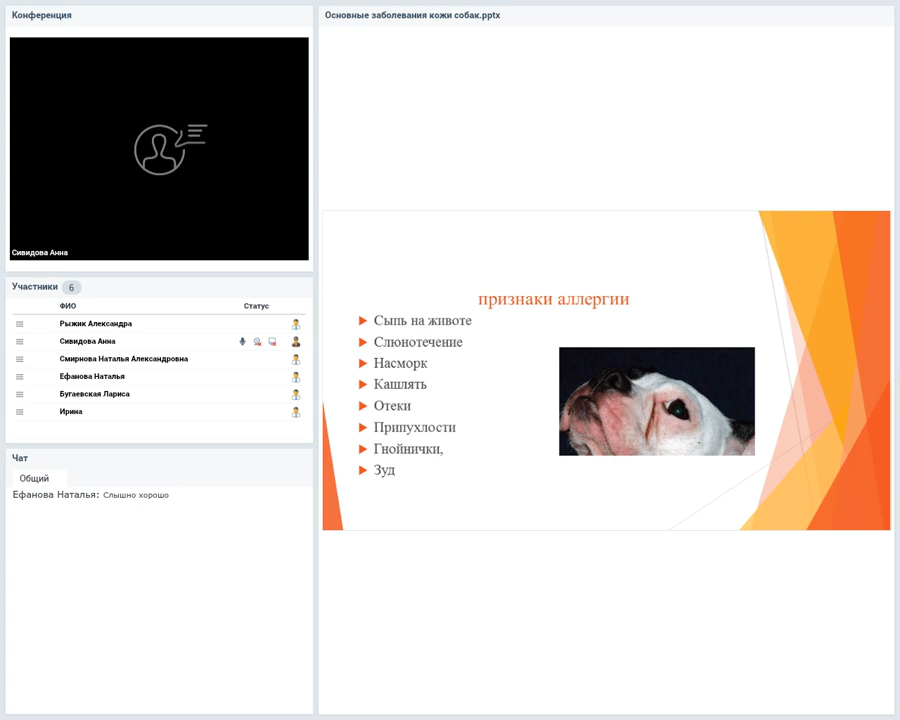 Конференция
Сивидова Анна
Участники 6
ФИО Статус
Рыжик Александра
Сивидова Анна
Смирнова Наталья Александровна
Ефанова Наталья
Бугаевская Лариса
Ирина
Чат
Общий
Ефанова Наталья: Слышно хорошо
Основные заболевания кожи собак.pptx
признаки аллергии
Сыпь на животе
Слюнотечение
Насморк
Кашлять
Отеки
Припухлости
Гнойнички,
Зуд